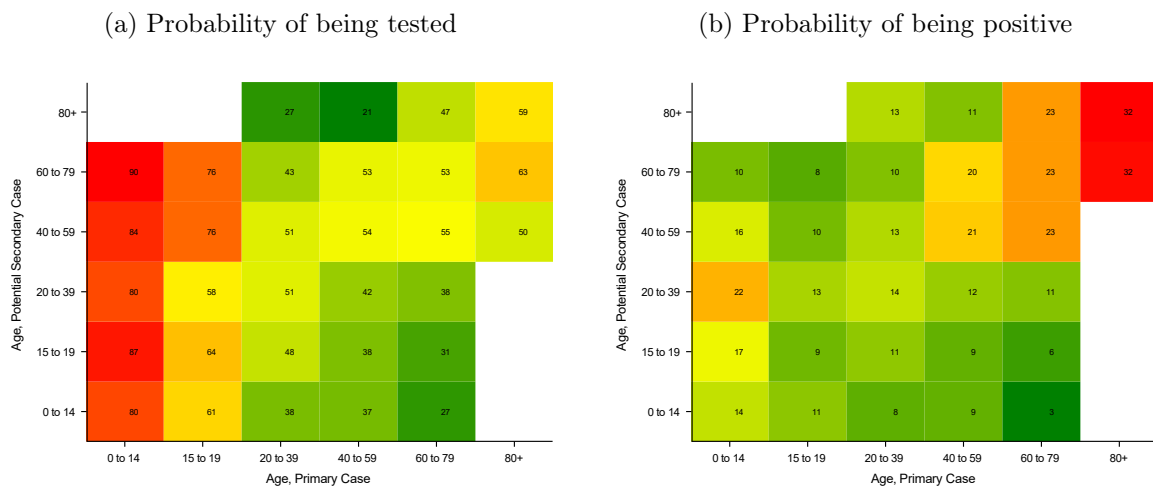 (a) Probability of being tested
80+ 27 21 47 59
60 to 79 90 76 43 53 53 63
40 to 59 84 76 51 54 55 50
20 to 39 80 58 51 42 38
15 to 19 87 64 48 38 31
0 to 14 80 61 38 37 27
0 to 14 15 to 19 20 to 39 40 to 59 60 to 79 80+
Age, Primary Case
Age, Potential Secondary Case
(b) Probability of being positive
80+ 13 11 23 32
60 to 79 10 8 10 20 23 32
40 to 59 16 10 13 21 23
20 to 39 22 13 14 12 11
15 to 19 17 9 11 9 6
0 to 14 14 11 8 9 3
0 to 14 15 to 19 20 to 39 40 to 59 60 to 79 80+
Age, Primary Case
Age, Potential Secondary Case